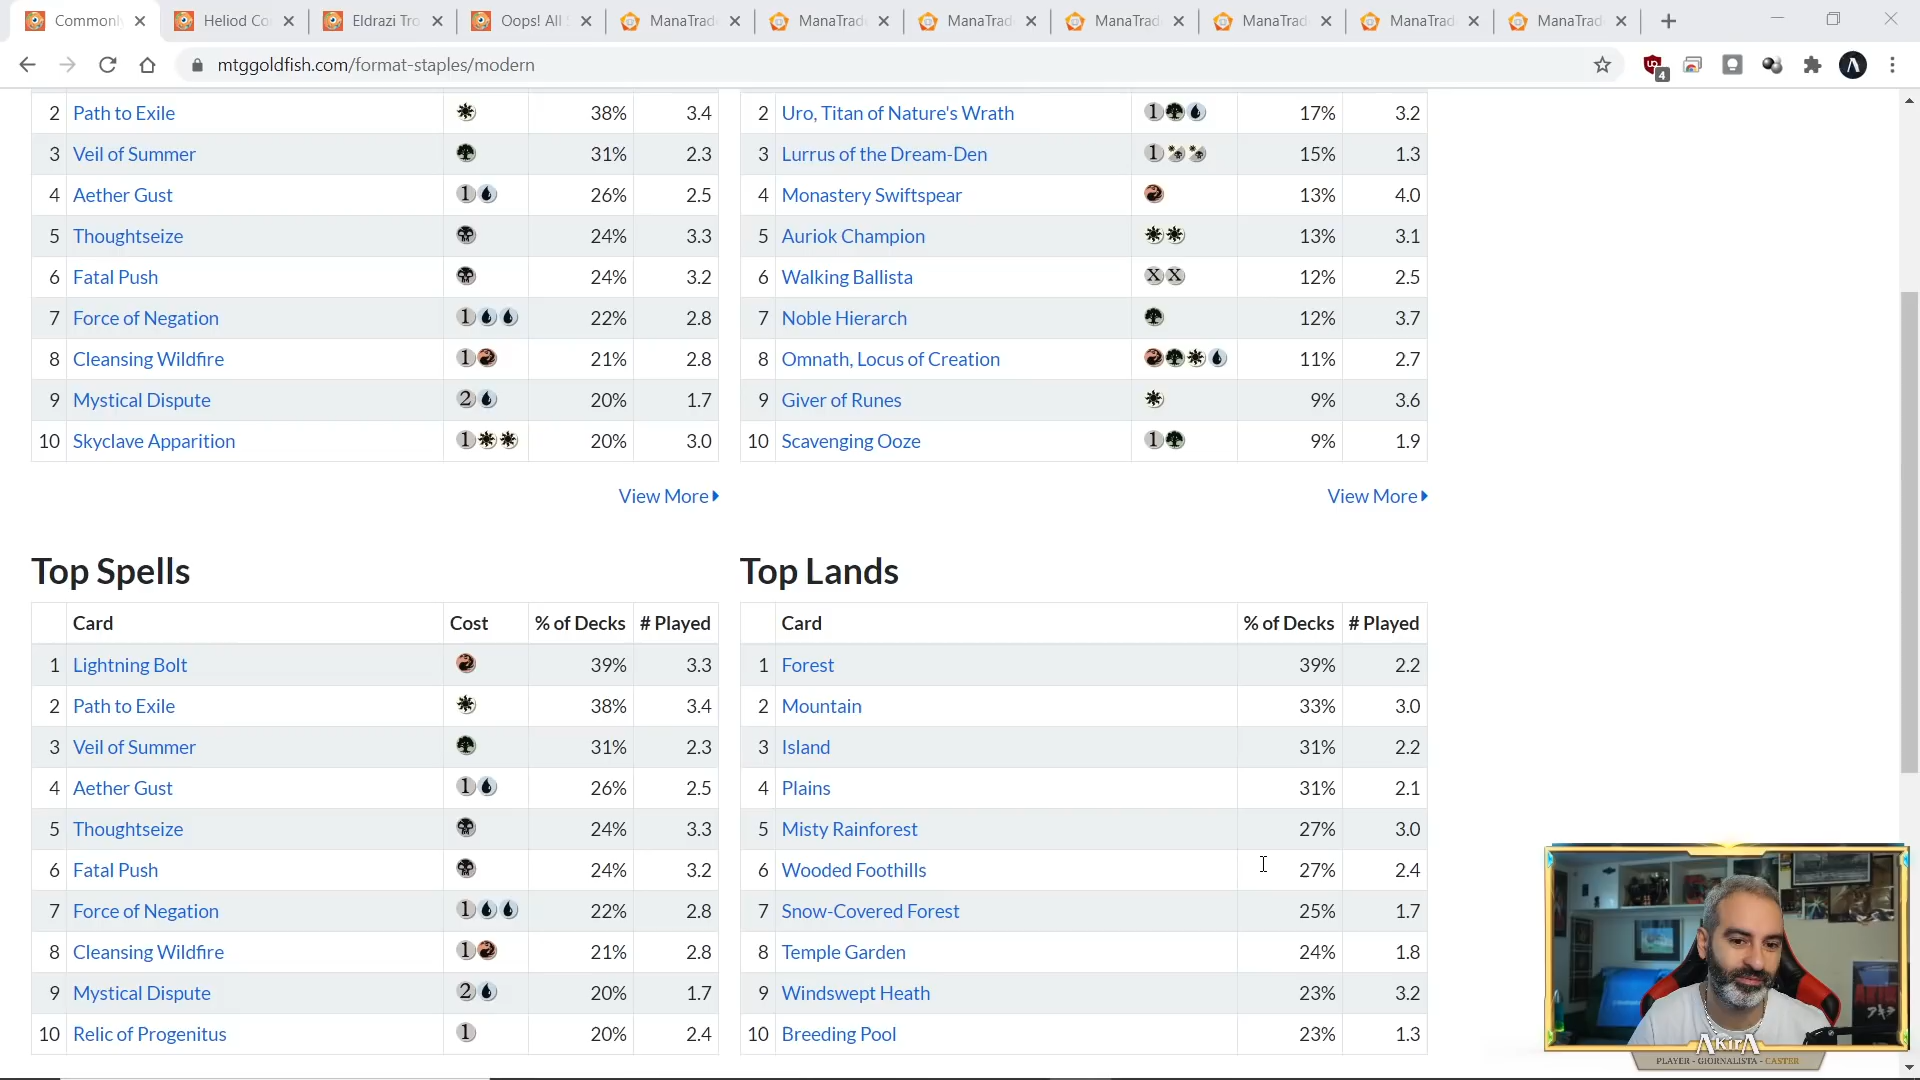 Commonly
Heliod Co
Eldrazi Tro
Oops! All
ManaTrad
ManaTrad
ManaTrad
ManaTrad
ManaTrad
ManaTrad
ManaTrad
mtggoldfish.com/format-staples/modern
4
2 Path to Exile 38% 3.4
3 Veil of Summer 31% 2.3
4 Aether Gust 1 26% 2.5
5 Thoughtseize 24% 3.3
6 Fatal Push 24% 3.2
7 Force of Negation 1 22% 2.8
8 Cleansing Wildfire 1 21% 2.8
9 Mystical Dispute 2 20% 1.7
10 Skyclave Apparition 1 20% 3.0
View More
2 Uro, Titan of Nature's Wrath 1 17% 3.2
3 Lurrus of the Dream-Den 1 15% 1.3
4 Monastery Swiftspear 13% 4.0
5 Auriok Champion 13% 3.1
6 Walking Ballista X X 12% 2.5
7 Noble Hierarch 12% 3.7
8 Omnath, Locus of Creation 11% 2.7
9 Giver of Runes 9% 3.6
10 Scavenging Ooze 1 9% 1.9
View More
Top Spells
Card Cost % of Decks # Played
1 Lightning Bolt 39% 3.3
2 Path to Exile 38% 3.4
3 Veil of Summer 31% 2.3
4 Aether Gust 1 26% 2.5
5 Thoughtseize 24% 3.3
6 Fatal Push 24% 3.2
7 Force of Negation 1 22% 2.8
8 Cleansing Wildfire 1 21% 2.8
9 Mystical Dispute 2 20% 1.7
10 Relic of Progenitus 1 20% 2.4
Top Lands
Card % of Decks # Played
1 Forest 39% 2.2
2 Mountain 33% 3.0
3 Island 31% 2.2
4 Plains 31% 2.1
5 Misty Rainforest 27% 3.0
6 Wooded Foothills 27% 2.4
7 Snow-Covered Forest 25% 1.7
8 Temple Garden 24% 1.8
9 Windswept Heath 23% 3.2
10 Breeding Pool 23% 1.3
AKirA
PLAYER - GIORNALISTA - CASTER